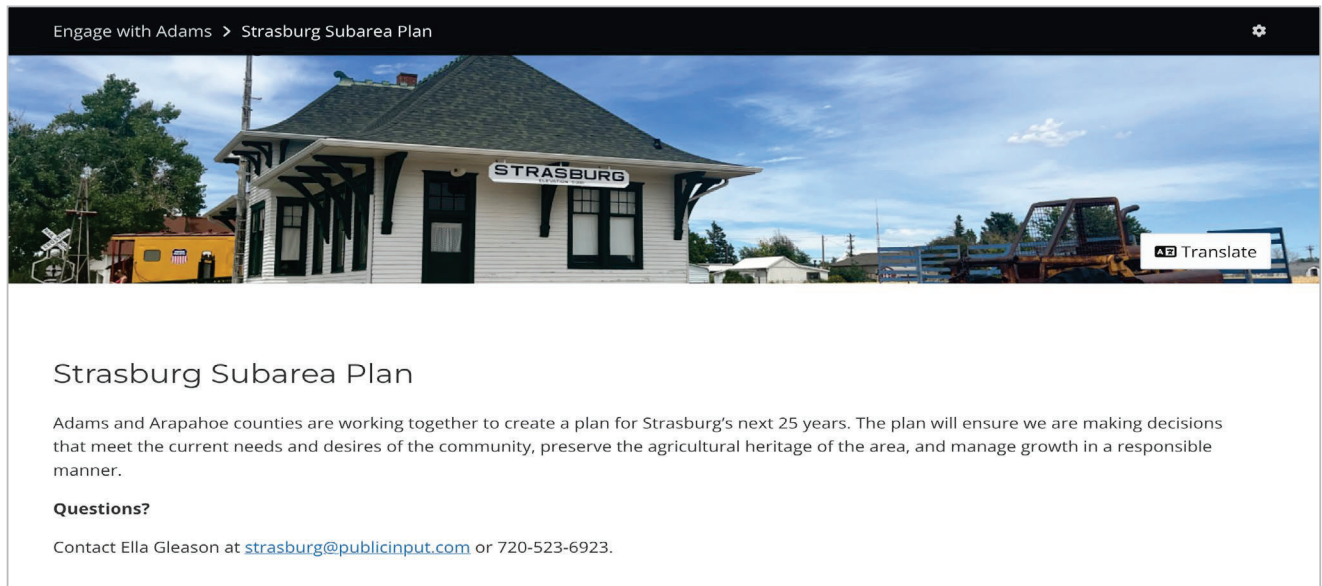 Engage with Adams > Strasburg Subarea Plan
STRASBURG
Translate
Strasburg Subarea Plan
Adams and Arapahoe counties are working together to create a plan for Strasburg's next 25 years. The plan will ensure we are making decisions
that meet the current needs and desires of the community, preserve the agricultural heritage of the area, and manage growth in a responsible
manner.
Questions?
Contact Ella Gleason at strasburg@publicinput.com or 720-523-6923.